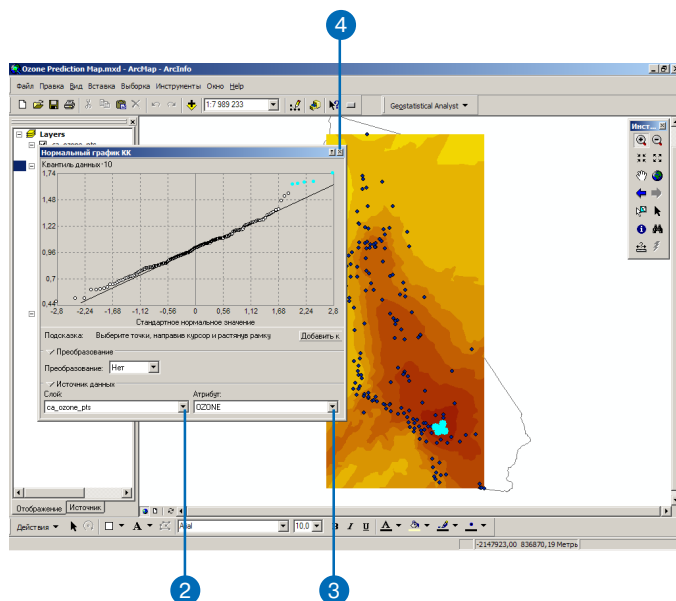 4
Ozone Prediction Map.mxd - ArcMap - ArcInfo
Файл Правка Вид Вставка Выборка Инструменты Окно Help
1:7 989 233
Geostatistical Analyst
Layers
ca_ozone_pts
Инст...
Нормальный график КК
Квантиль данных·10
1,74
1,48
1,22
0,96
0,7
0,44
-2,8 -2,24 -1,68 -1,12 -0,56 0 0,56 1,12 1,68 2,24 2,8
Стандартное нормальное значение
Подсказка: Выберите точки, направив курсор и растянув рамку Добавить к
Преобразование
Преобразование: Нет
Источник данных
Слой: Атрибут:
ca_ozone_pts OZONE
Отображение Источник
Действия A Arial 10,0 B I U A
-2147923,00 836870,19 Метры
2 3